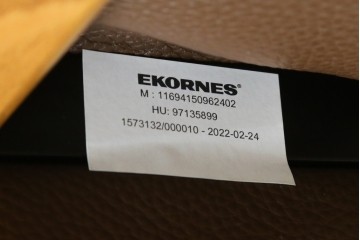 EKORNES®
M : 11694150962402
HU: 97135899
1573132/000010 - 2022-02-24